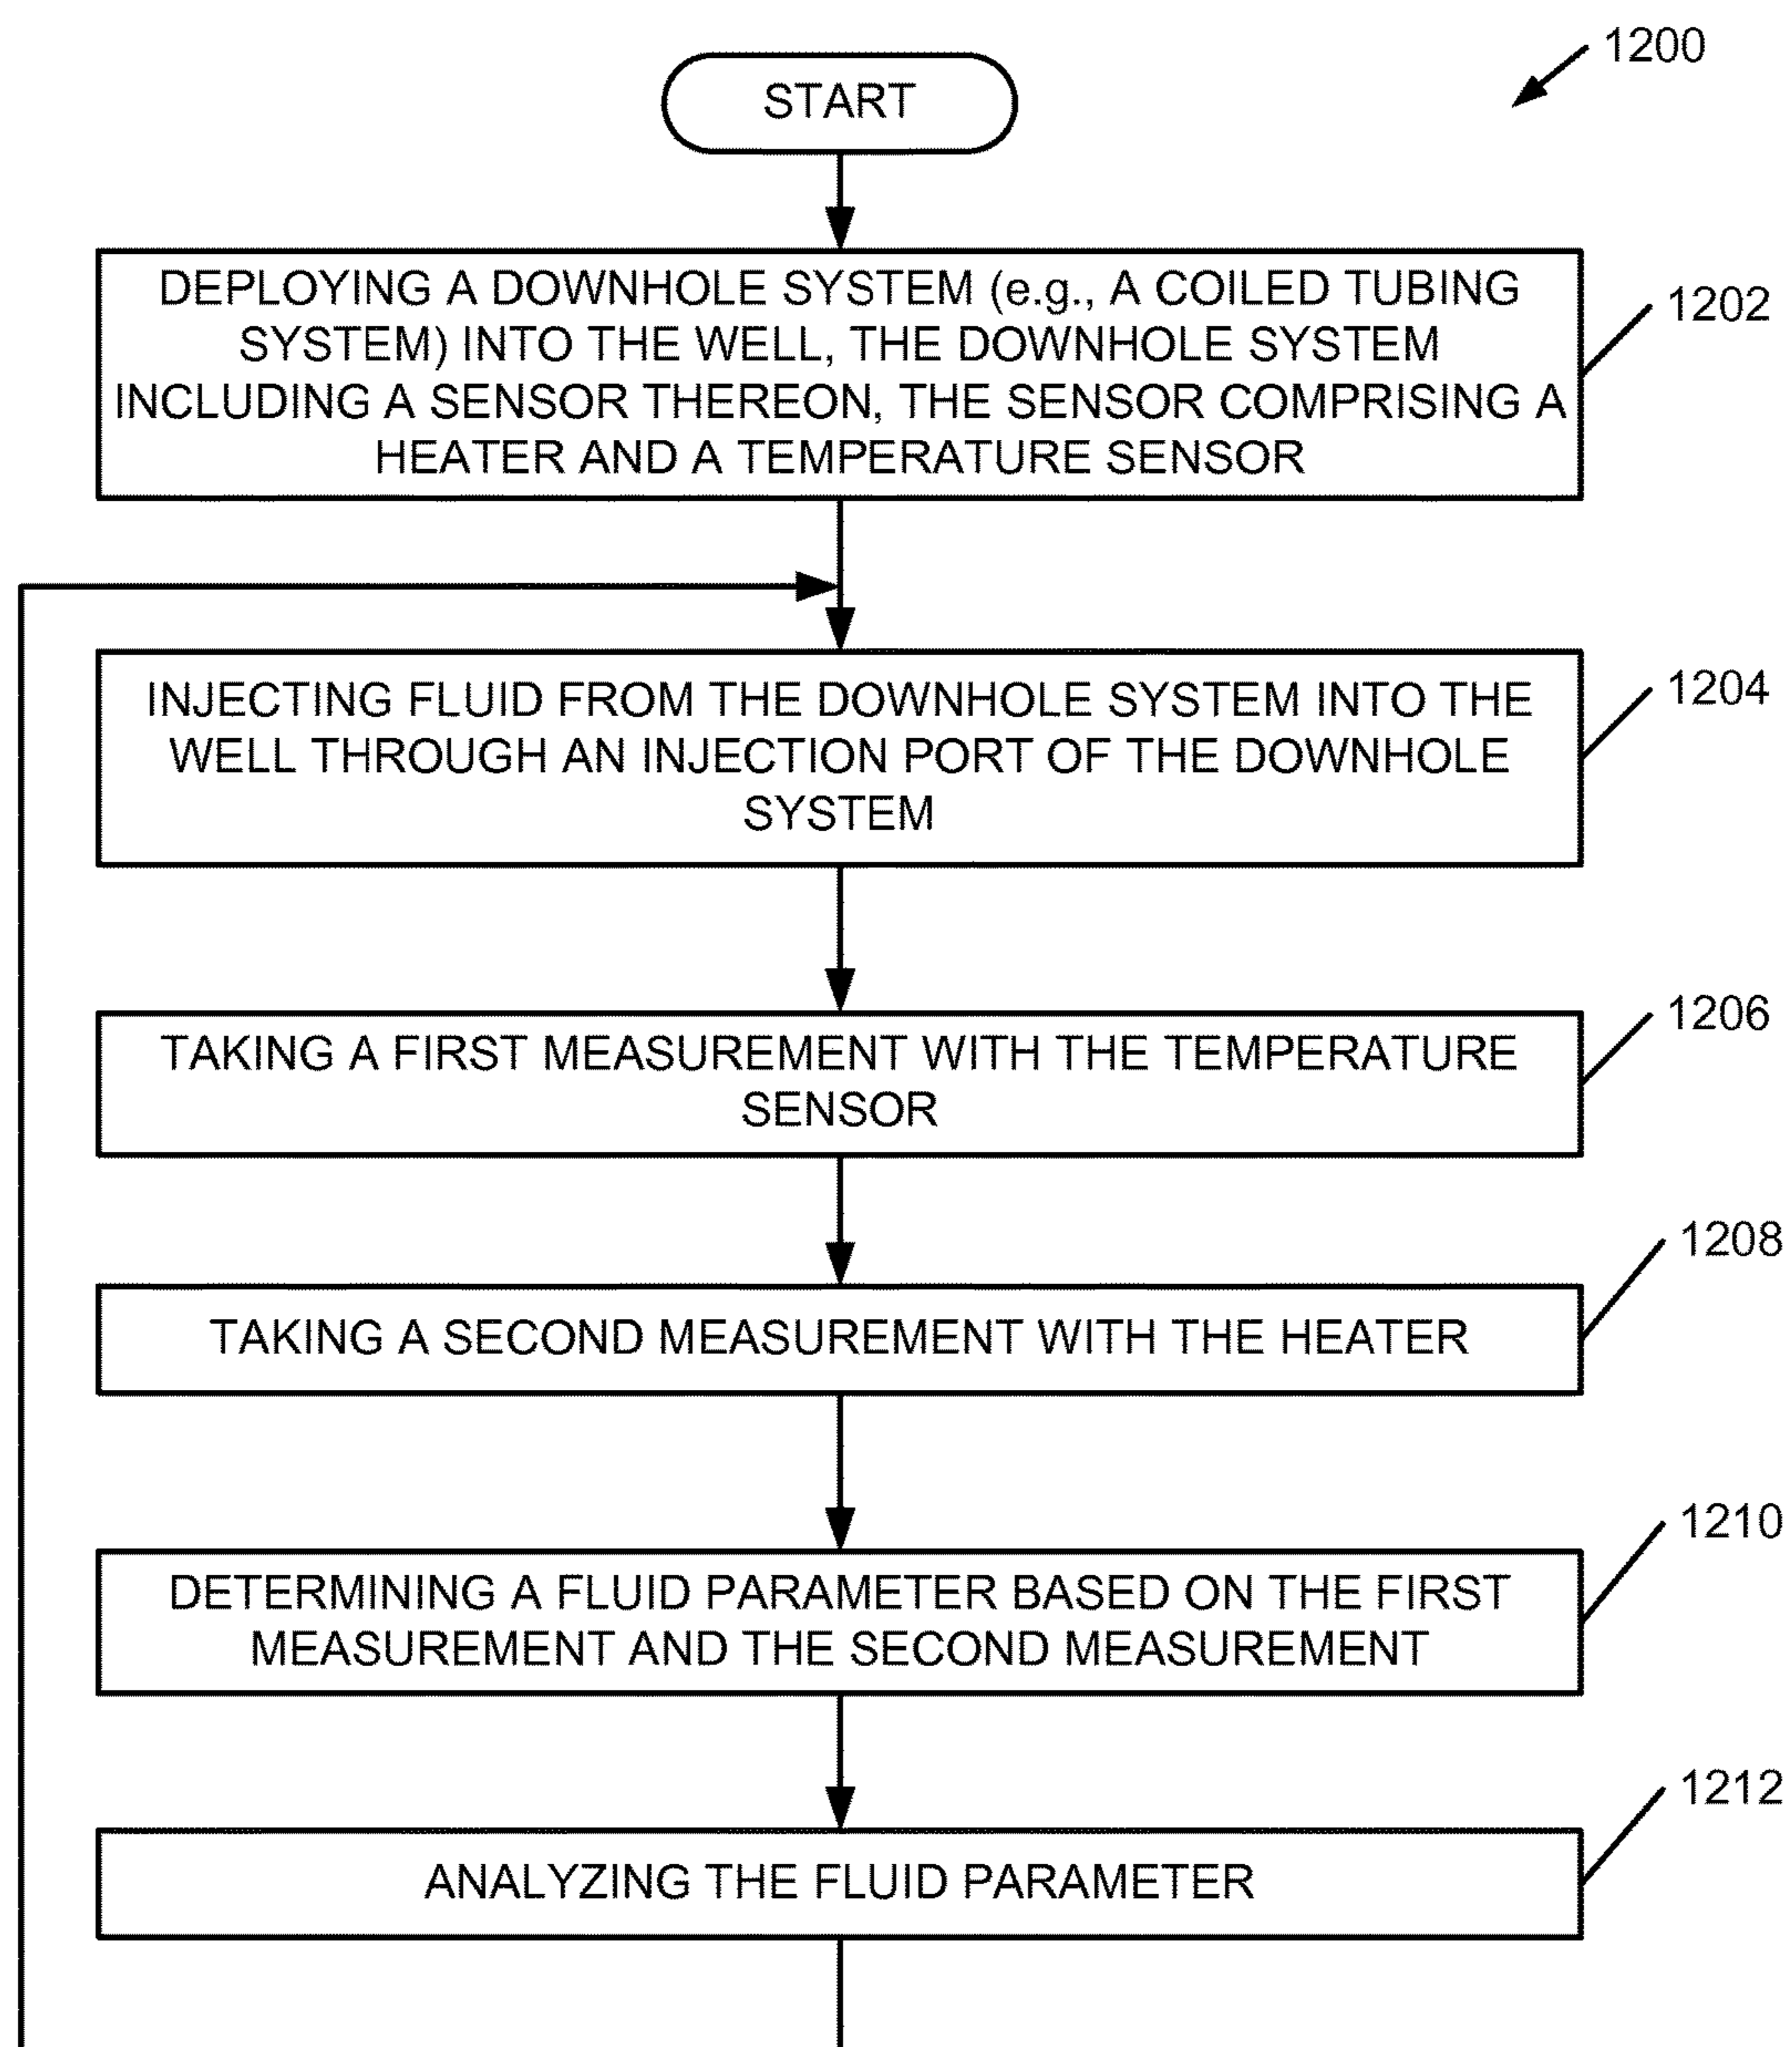 1200
START
DEPLOYING A DOWNHOLE SYSTEM (e.g., A COILED TUBING
SYSTEM) INTO THE WELL, THE DOWNHOLE SYSTEM
INCLUDING A SENSOR THEREON, THE SENSOR COMPRISING A
HEATER AND A TEMPERATURE SENSOR
1202
INJECTING FLUID FROM THE DOWNHOLE SYSTEM INTO THE
WELL THROUGH AN INJECTION PORT OF THE DOWNHOLE
SYSTEM
1204
TAKING A FIRST MEASUREMENT WITH THE TEMPERATURE
SENSOR
1206
TAKING A SECOND MEASUREMENT WITH THE HEATER
1208
DETERMINING A FLUID PARAMETER BASED ON THE FIRST
MEASUREMENT AND THE SECOND MEASUREMENT
1210
ANALYZING THE FLUID PARAMETER
1212